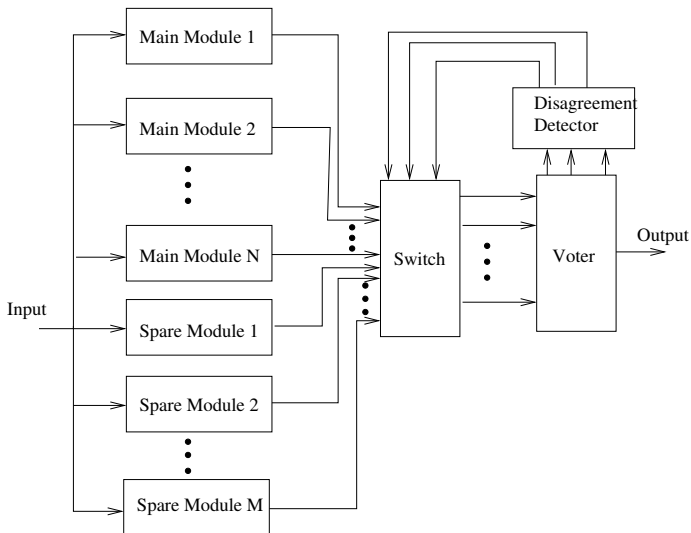 Main Module 1
Main Module 2
Main Module N
Spare Module 1
Spare Module 2
Spare Module M
Input
Switch
Disagreement
Detector
Voter
Output